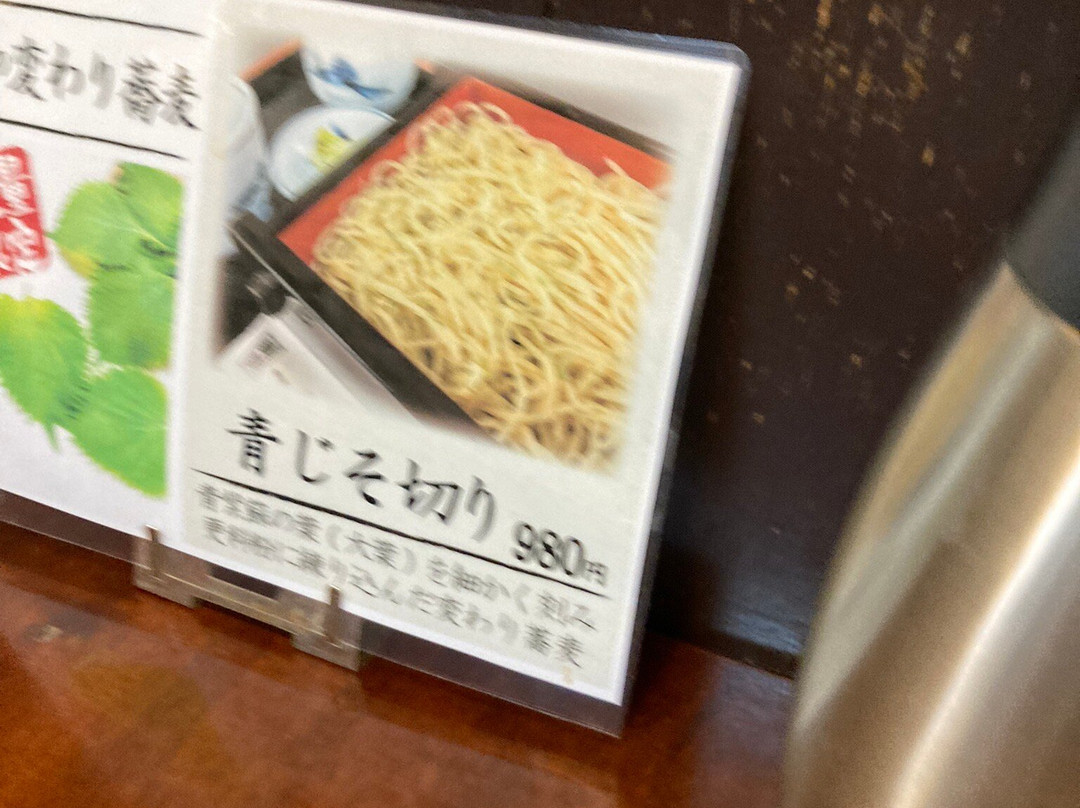 変わり蕎麦
青じそ切り 980円
青紫蘇の葉(大葉)を細かく刻み
更科粉に練り込んだ変わり蕎麦